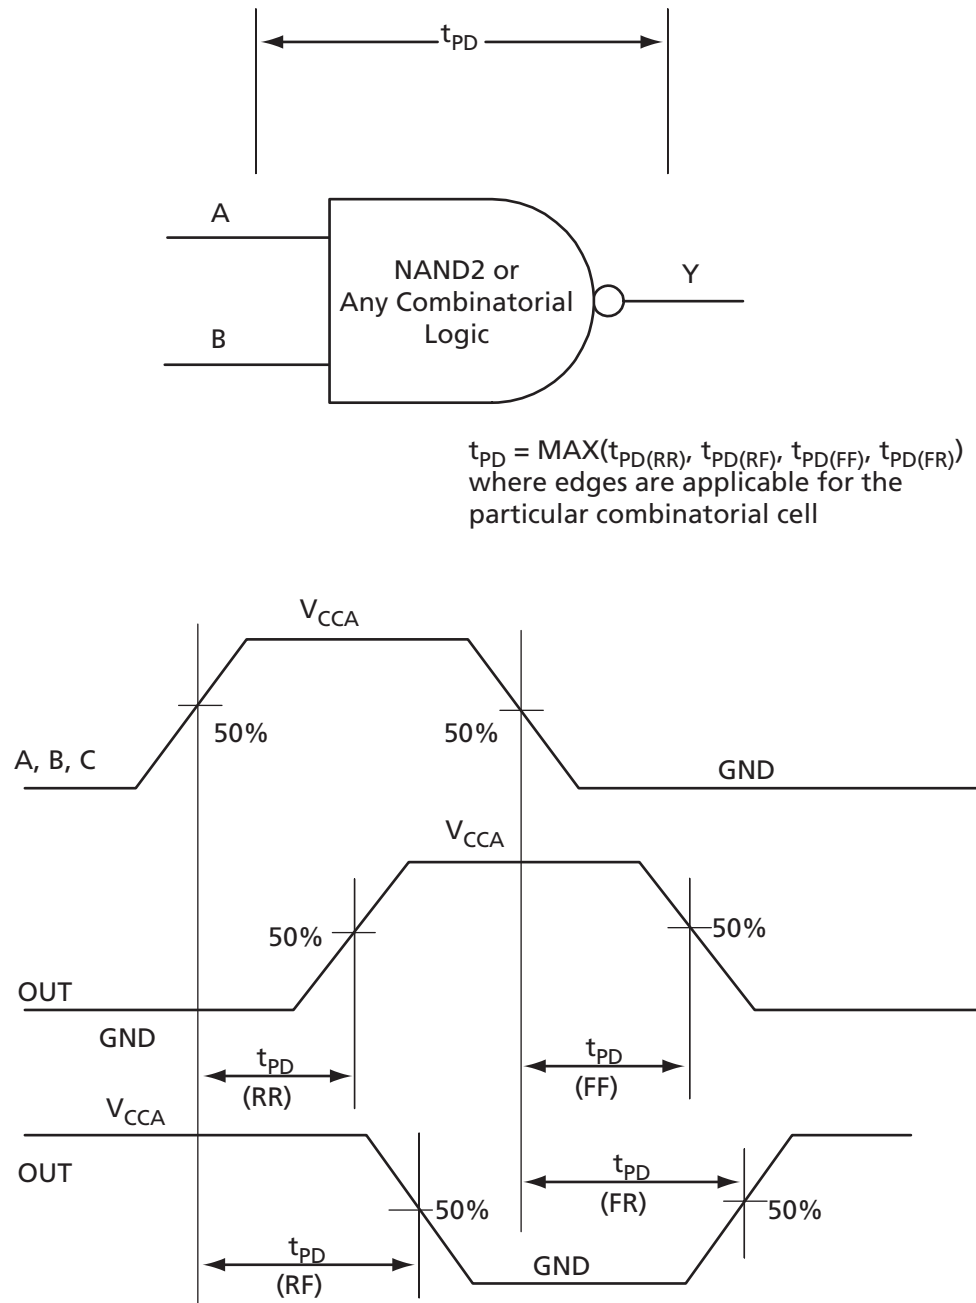 tPD
A
NAND2 or
Any Combinatorial
Logic
Y
B
tPD = MAX(tPD(RR), tPD(RF), tPD(FF), tPD(FR))
where edges are applicable for the
particular combinatorial cell
VCCA
50%
50%
A, B, C
GND
VCCA
50%
50%
OUT
GND
tPD
(RR)
tPD
(FF)
VCCA
OUT
tPD
(FR)
50%
50%
tPD
(RF)
GND